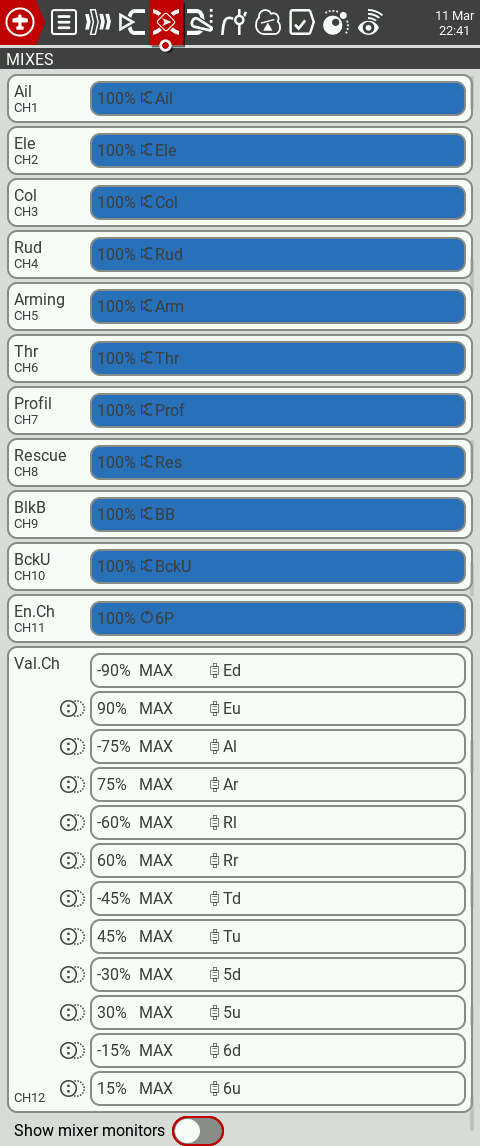 11 Mar
22:41
MIXES
Ail
CH1
100% Ail
Ele
CH2
100% Ele
Col
CH3
100% Col
Rud
CH4
100% Rud
Arming
CH5
100% Arm
Thr
CH6
100% Thr
Profil
CH7
100% Prof
Rescue
CH8
100% Res
BlkB
CH9
100% BB
BckU
CH10
100% BckU
En.Ch
CH11
100% 6P
Val.Ch
-90% MAX Ed
90% MAX Eu
-75% MAX Al
75% MAX Ar
-60% MAX Rl
60% MAX Rr
-45% MAX Td
45% MAX Tu
-30% MAX 5d
30% MAX 5u
-15% MAX 6d
15% MAX 6u
CH12
Show mixer monitors